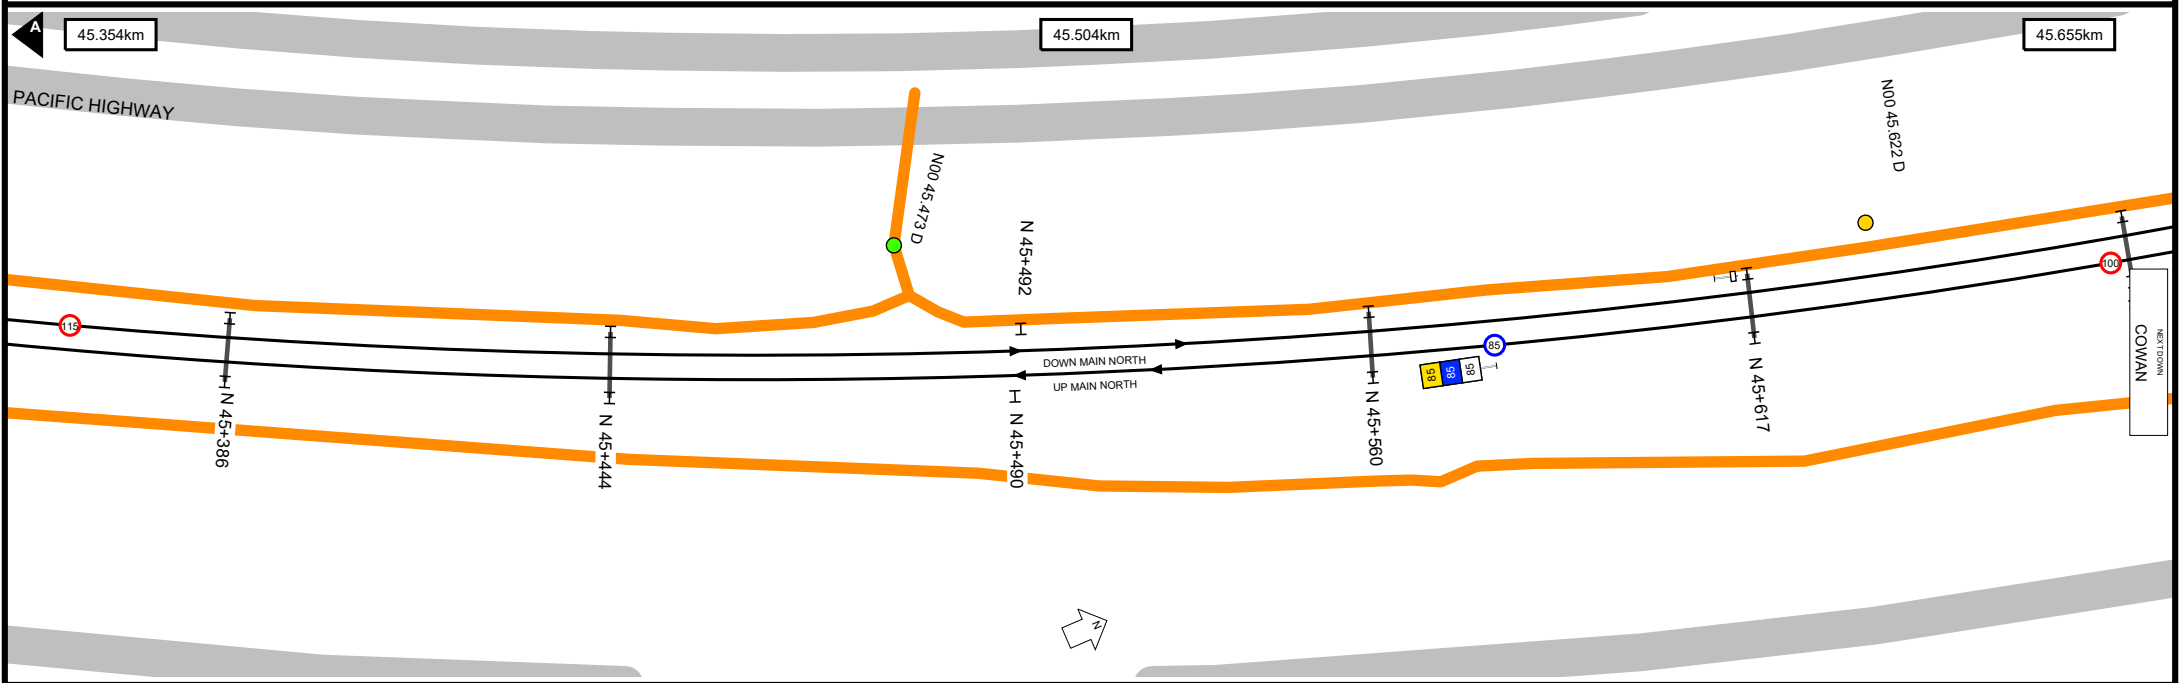 A
45.354km
45.504km
45.655km
PACIFIC HIGHWAY
N00 45.473 D
N00 45.622 D
N 45+492
115
100
DOWN MAIN NORTH
UP MAIN NORTH
85
85
85
85
N 45+386
N 45+444
N 45+490
N 45+560
N 45+617
NEXT DOWN
COWAN
N